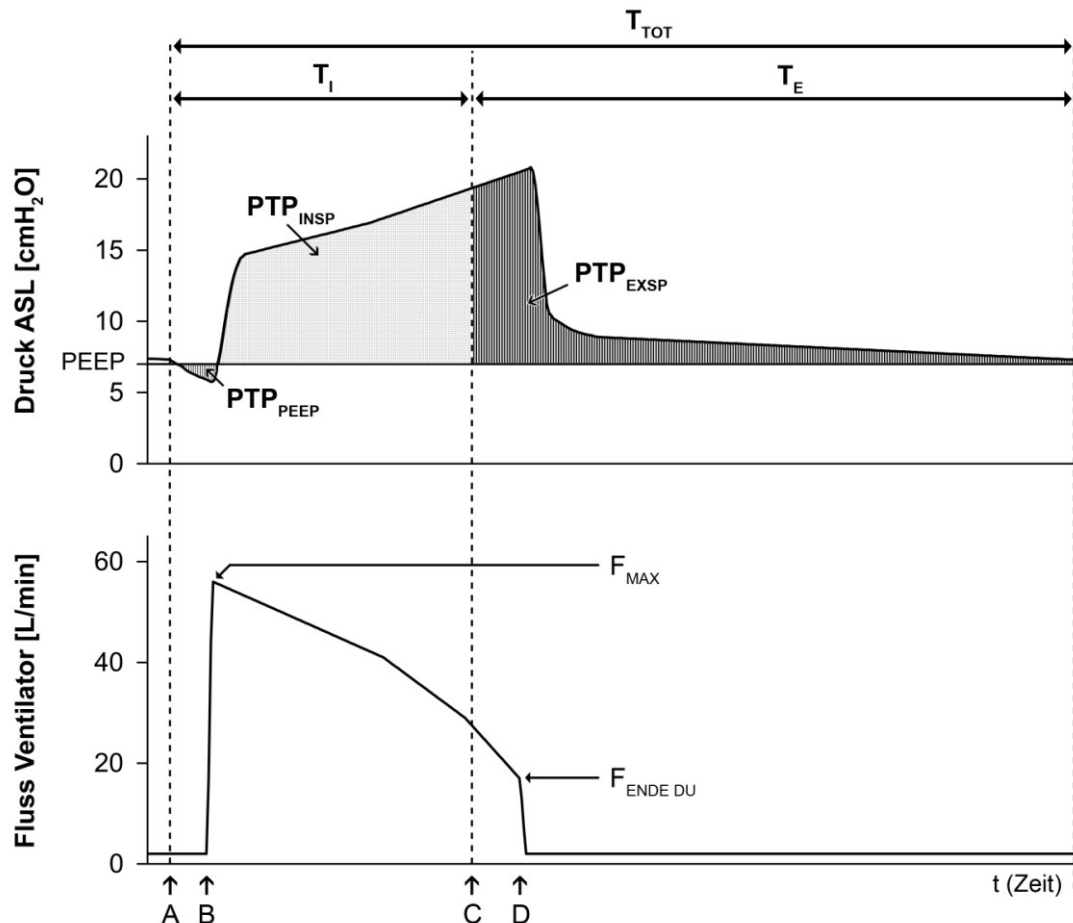 T_TOT
T_I
T_E
Druck ASL [cmH₂O]
20
15
10
PEEP
5
0
PTP_INSP
PTP_EXSP
PTP_PEEP
Fluss Ventilator [L/min]
60
40
20
0
F_MAX
F_ENDE DU
t (Zeit)
A B C D